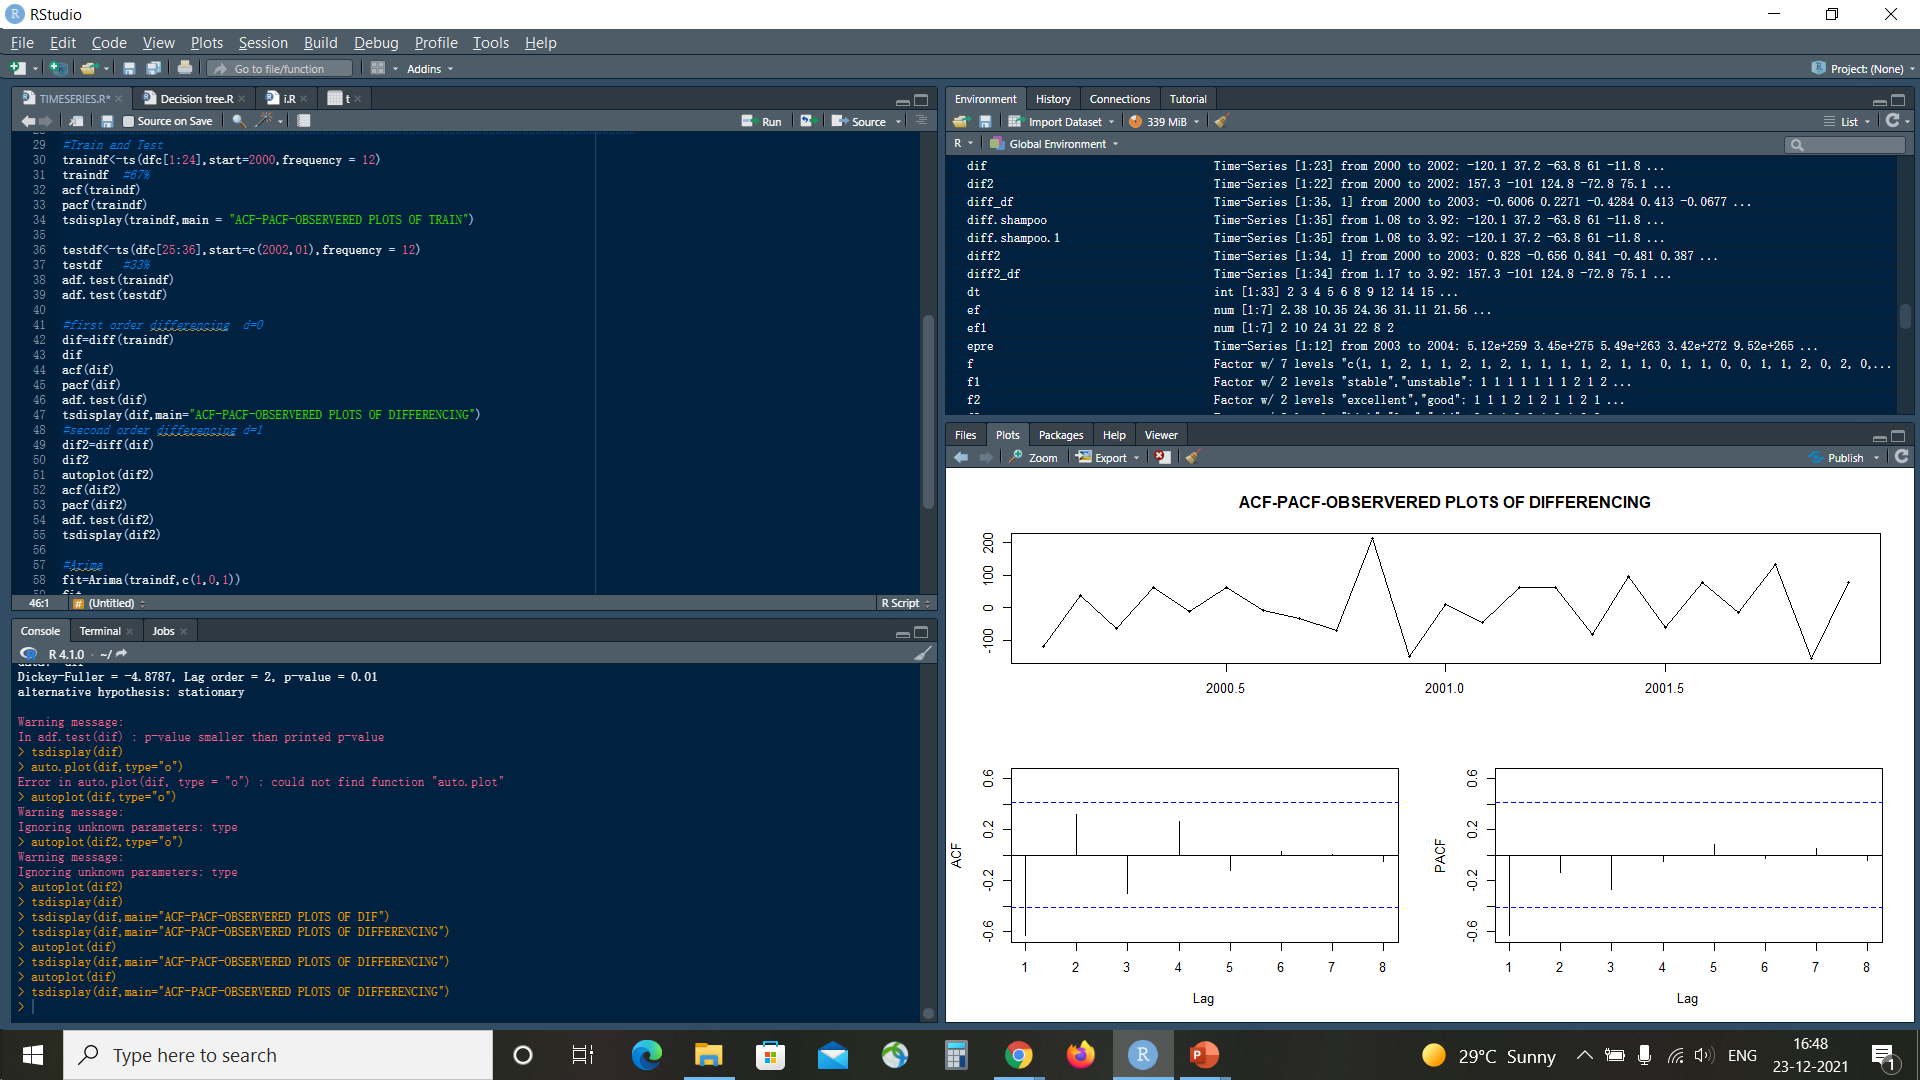 RStudio
File Edit Code View Plots Session Build Debug Profile Tools Help
Go to file/function Addins Project: (None)
TIMESERIES.R* Decision tree.R i.R t
Source on Save Run Source
29 #Train and Test
30 traindf<-ts(dfc[1:24],start=2000,frequency = 12)
31 traindf #67%
32 acf(traindf)
33 pacf(traindf)
34 tsdisplay(traindf,main = "ACF-PACF-OBSERVERED PLOTS OF TRAIN")
35
36 testdf<-ts(dfc[25:36],start=c(2002,01),frequency = 12)
37 testdf #33%
38 adf.test(traindf)
39 adf.test(testdf)
40
41 #first order differencing d=0
42 dif=diff(traindf)
43 dif
44 acf(dif)
45 pacf(dif)
46 adf.test(dif)
47 tsdisplay(dif,main="ACF-PACF-OBSERVERED PLOTS OF DIFFERENCING")
48 #second order differencing d=1
49 dif2=diff(dif)
50 dif2
51 autoplot(dif2)
52 acf(dif2)
53 pacf(dif2)
54 adf.test(dif2)
55 tsdisplay(dif2)
56
57 #Arima
58 fit=Arima(traindf,c(1,0,1))
46:1 # (Untitled) R Script
Console Terminal Jobs
R 4.1.0 · ~/
Dickey-Fuller = -4.8787, Lag order = 2, p-value = 0.01
alternative hypothesis: stationary
Warning message:
In adf.test(dif) : p-value smaller than printed p-value
> tsdisplay(dif)
> auto.plot(dif,type="o")
Error in auto.plot(dif, type = "o") : could not find function "auto.plot"
> autoplot(dif,type="o")
Warning message:
Ignoring unknown parameters: type
> autoplot(dif2,type="o")
Warning message:
Ignoring unknown parameters: type
> autoplot(dif2)
> tsdisplay(dif)
> tsdisplay(dif,main="ACF-PACF-OBSERVERED PLOTS OF DIF")
> tsdisplay(dif,main="ACF-PACF-OBSERVERED PLOTS OF DIFFERENCING")
> autoplot(dif)
> tsdisplay(dif,main="ACF-PACF-OBSERVERED PLOTS OF DIFFERENCING")
> autoplot(dif)
> tsdisplay(dif,main="ACF-PACF-OBSERVERED PLOTS OF DIFFERENCING")
>
Environment History Connections Tutorial
Import Dataset 339 MiB List
R Global Environment
dif Time-Series [1:23] from 2000 to 2002: -120.1 37.2 -63.8 61 -11.8 ...
dif2 Time-Series [1:22] from 2000 to 2002: 157.3 -101 124.8 -72.8 75.1 ...
diff_df Time-Series [1:35, 1] from 2000 to 2003: -0.6006 0.2271 -0.4284 0.413 -0.0677 ...
diff.shampoo Time-Series [1:35] from 1.08 to 3.92: -120.1 37.2 -63.8 61 -11.8 ...
diff.shampoo.1 Time-Series [1:35] from 1.08 to 3.92: -120.1 37.2 -63.8 61 -11.8 ...
diff2 Time-Series [1:34, 1] from 2000 to 2003: 0.828 -0.656 0.841 -0.481 0.387 ...
diff2_df Time-Series [1:34] from 1.17 to 3.92: 157.3 -101 124.8 -72.8 75.1 ...
dt int [1:33] 2 3 4 5 6 8 9 12 14 15 ...
ef num [1:7] 2.38 10.35 24.36 31.11 21.56 ...
ef1 num [1:7] 2 10 24 31 22 8 2
epre Time-Series [1:12] from 2003 to 2004: 5.12e+259 3.45e+275 5.49e+263 3.42e+272 9.52e+265 ...
f Factor w/ 7 levels "c(1, 1, 2, 1, 1, 2, 1, 2, 1, 1, 1, 1, 2, 1, 1, 0, 1, 1, 0, 0, 1, 1, 2, 0, 2, 0,...
f1 Factor w/ 2 levels "stable","unstable": 1 1 1 1 1 1 1 2 1 2 ...
f2 Factor w/ 2 levels "excellent","good": 1 1 1 2 1 2 1 1 2 1 ...
Files Plots Packages Help Viewer
Zoom Export Publish
ACF-PACF-OBSERVERED PLOTS OF DIFFERENCING
200
100
0
-100
2000.5 2001.0 2001.5
0.6
0.2
-0.2
-0.6
ACF
1 2 3 4 5 6 7 8
Lag
0.6
0.2
-0.2
-0.6
PACF
1 2 3 4 5 6 7 8
Lag
Type here to search
29°C Sunny
ENG
16:48
23-12-2021
1